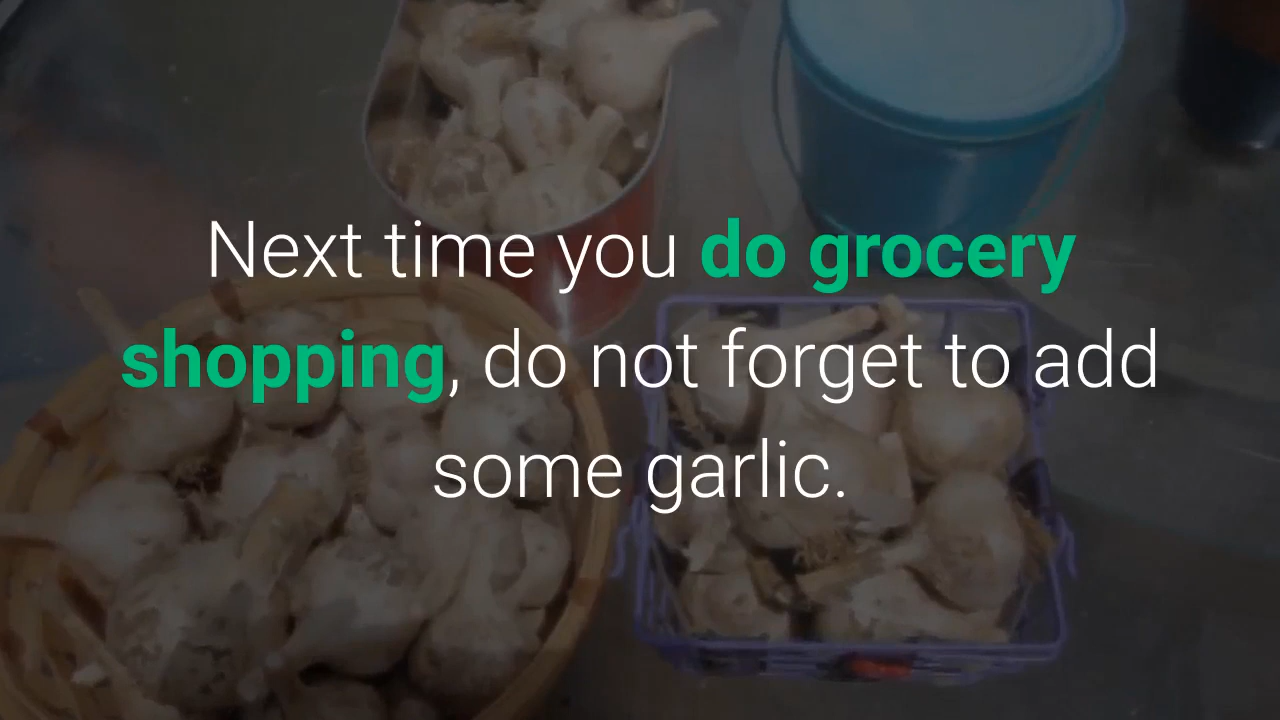 Next time you do grocery
shopping, do not forget to add
some garlic.